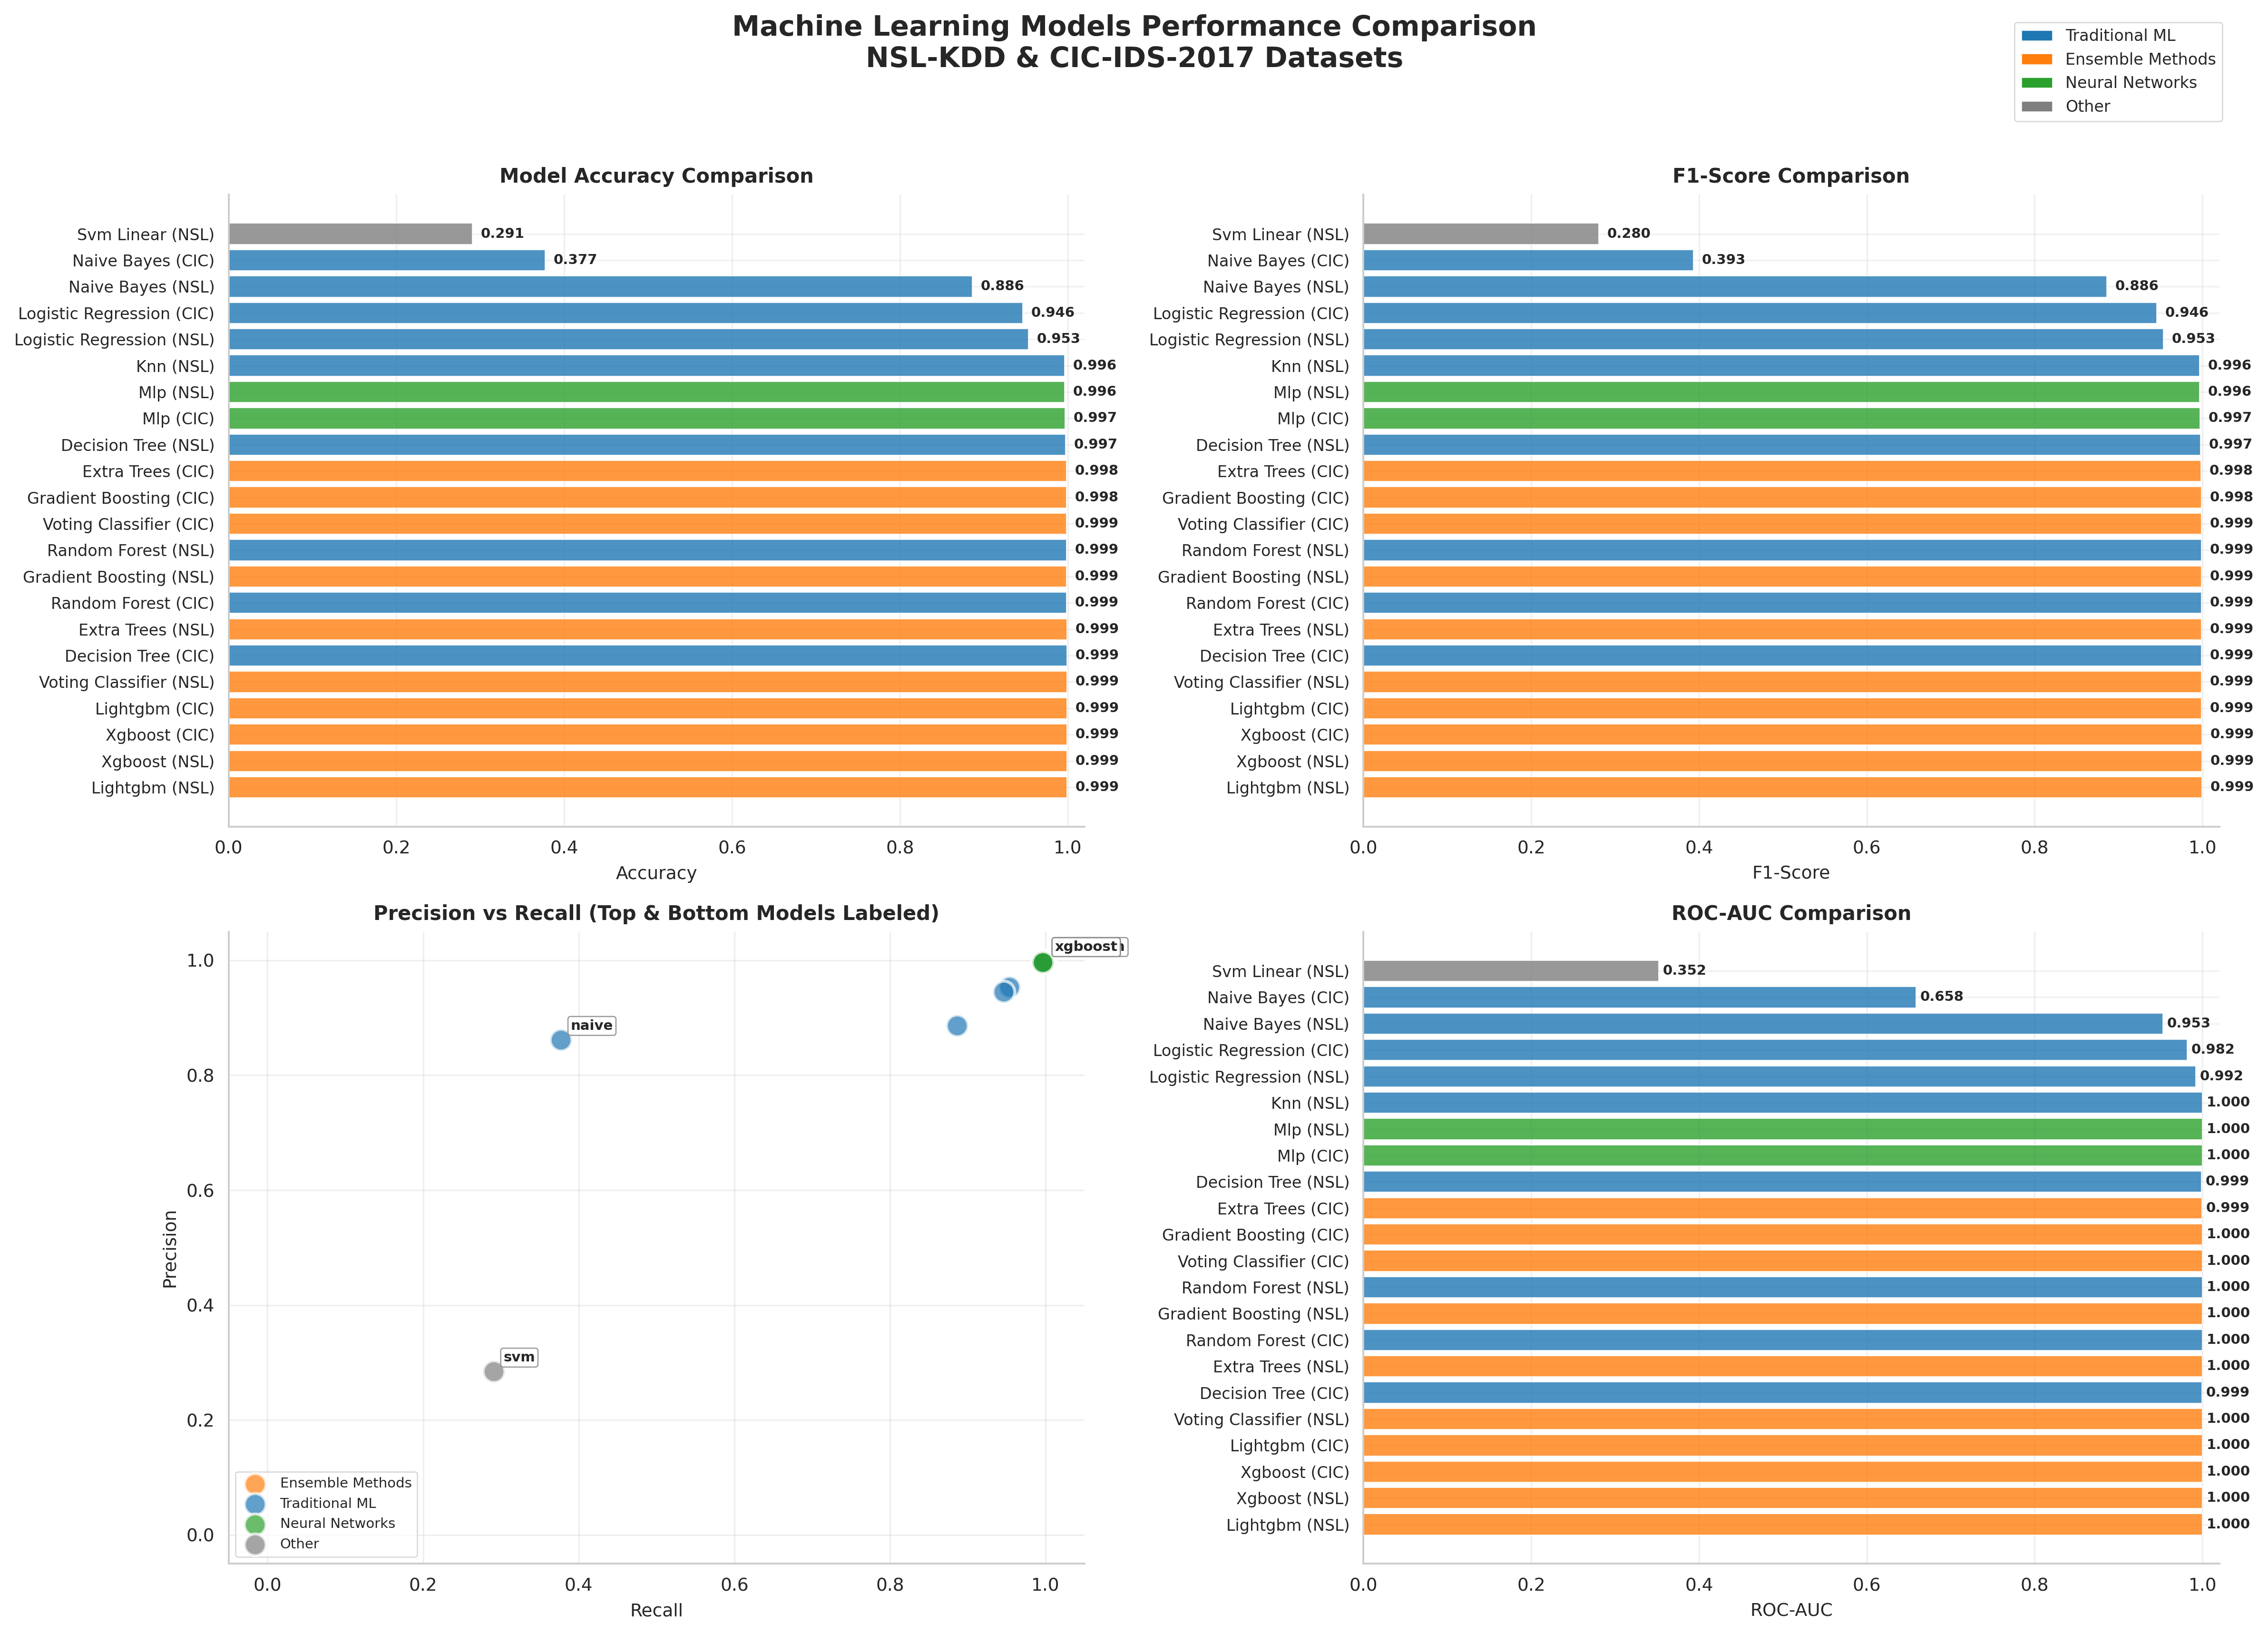 Machine Learning Models Performance Comparison
NSL-KDD & CIC-IDS-2017 Datasets
Traditional ML
Ensemble Methods
Neural Networks
Other
Model Accuracy Comparison
Svm Linear (NSL) 0.291
Naive Bayes (CIC) 0.377
Naive Bayes (NSL) 0.886
Logistic Regression (CIC) 0.946
Logistic Regression (NSL) 0.953
Knn (NSL) 0.996
Mlp (NSL) 0.996
Mlp (CIC) 0.997
Decision Tree (NSL) 0.997
Extra Trees (CIC) 0.998
Gradient Boosting (CIC) 0.998
Voting Classifier (CIC) 0.999
Random Forest (NSL) 0.999
Gradient Boosting (NSL) 0.999
Random Forest (CIC) 0.999
Extra Trees (NSL) 0.999
Decision Tree (CIC) 0.999
Voting Classifier (NSL) 0.999
Lightgbm (CIC) 0.999
Xgboost (CIC) 0.999
Xgboost (NSL) 0.999
Lightgbm (NSL) 0.999
0.0 0.2 0.4 0.6 0.8 1.0
Accuracy
F1-Score Comparison
Svm Linear (NSL) 0.280
Naive Bayes (CIC) 0.393
Naive Bayes (NSL) 0.886
Logistic Regression (CIC) 0.946
Logistic Regression (NSL) 0.953
Knn (NSL) 0.996
Mlp (NSL) 0.996
Mlp (CIC) 0.997
Decision Tree (NSL) 0.997
Extra Trees (CIC) 0.998
Gradient Boosting (CIC) 0.998
Voting Classifier (CIC) 0.999
Random Forest (NSL) 0.999
Gradient Boosting (NSL) 0.999
Random Forest (CIC) 0.999
Extra Trees (NSL) 0.999
Decision Tree (CIC) 0.999
Voting Classifier (NSL) 0.999
Lightgbm (CIC) 0.999
Xgboost (CIC) 0.999
Xgboost (NSL) 0.999
Lightgbm (NSL) 0.999
0.0 0.2 0.4 0.6 0.8 1.0
F1-Score
Precision vs Recall (Top & Bottom Models Labeled)
xgboost
naive
svm
1.0
0.8
0.6
0.4
0.2
0.0
Precision
Ensemble Methods
Traditional ML
Neural Networks
Other
0.0 0.2 0.4 0.6 0.8 1.0
Recall
ROC-AUC Comparison
Svm Linear (NSL) 0.352
Naive Bayes (CIC) 0.658
Naive Bayes (NSL) 0.953
Logistic Regression (CIC) 0.982
Logistic Regression (NSL) 0.992
Knn (NSL) 1.000
Mlp (NSL) 1.000
Mlp (CIC) 1.000
Decision Tree (NSL) 0.999
Extra Trees (CIC) 0.999
Gradient Boosting (CIC) 1.000
Voting Classifier (CIC) 1.000
Random Forest (NSL) 1.000
Gradient Boosting (NSL) 1.000
Random Forest (CIC) 1.000
Extra Trees (NSL) 1.000
Decision Tree (CIC) 0.999
Voting Classifier (NSL) 1.000
Lightgbm (CIC) 1.000
Xgboost (CIC) 1.000
Xgboost (NSL) 1.000
Lightgbm (NSL) 1.000
0.0 0.2 0.4 0.6 0.8 1.0
ROC-AUC